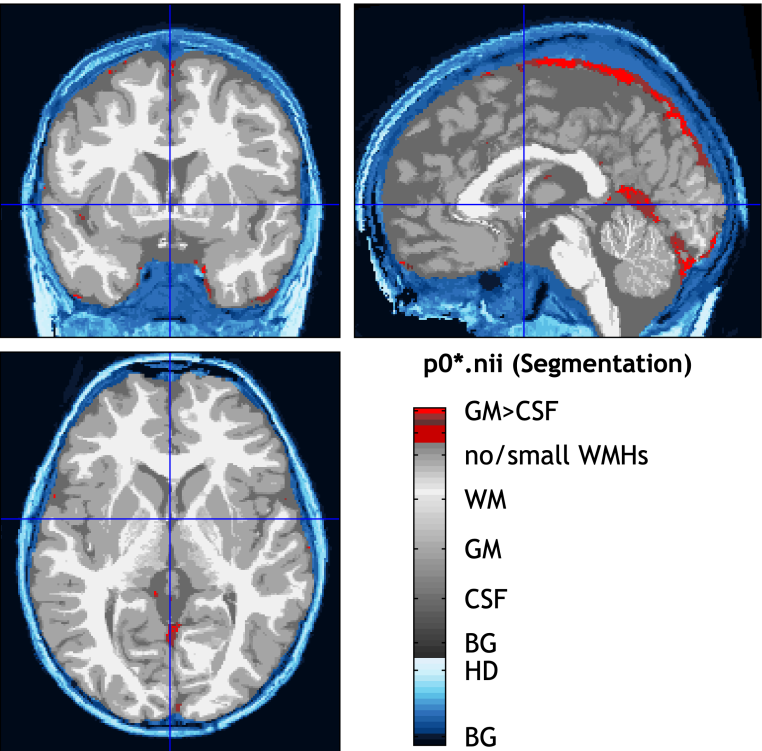 p0*.nii (Segmentation)
GM>CSF
no/small WMHs
WM
GM
CSF
BG
HD
BG